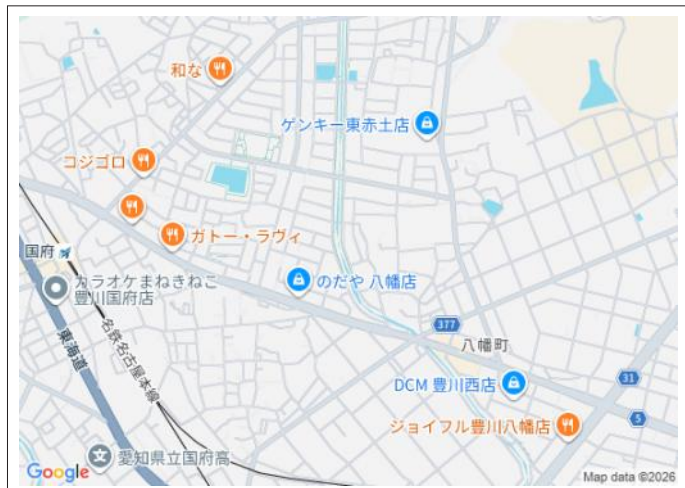 和な
ゲンキー東赤土店
コジゴロ
ガトー・ラヴィ
国府
カラオケまねきねこ
豊川国府店
のだや 八幡店
東海道
名鉄名古屋本線
377
八幡町
DCM 豊川西店
31
5
ジョイフル豊川八幡店
愛知県立国府高
Google
Map data ©2026